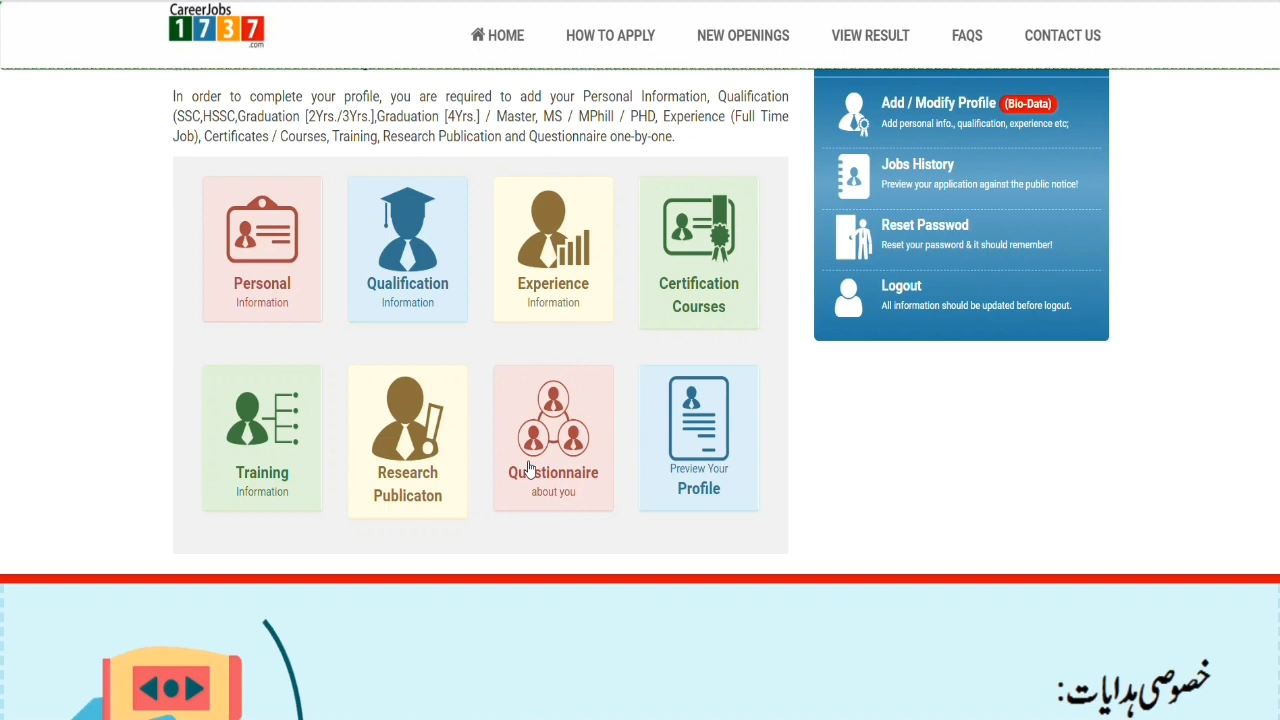 CareerJobs
1737
.com
HOME HOW TO APPLY NEW OPENINGS VIEW RESULT FAQS CONTACT US
In order to complete your profile, you are required to add your Personal Information, Qualification
(SSC,HSSC,Graduation [2Yrs./3Yrs.],Graduation [4Yrs.] / Master, MS / MPhill / PHD, Experience (Full Time
Job), Certificates / Courses, Training, Research Publication and Questionnaire one-by-one.
Personal
Information
Qualification
Information
Experience
Information
Certification
Courses
Training
Information
Research
Publicaton
Questionnaire
about you
Preview Your
Profile
Add / Modify Profile (Bio-Data)
Add personal info., qualification, experience etc;
Jobs History
Preview your application against the public notice!
Reset Passwod
Reset your password & it should remember!
Logout
All information should be updated before logout.
خصوصی ہدایات: